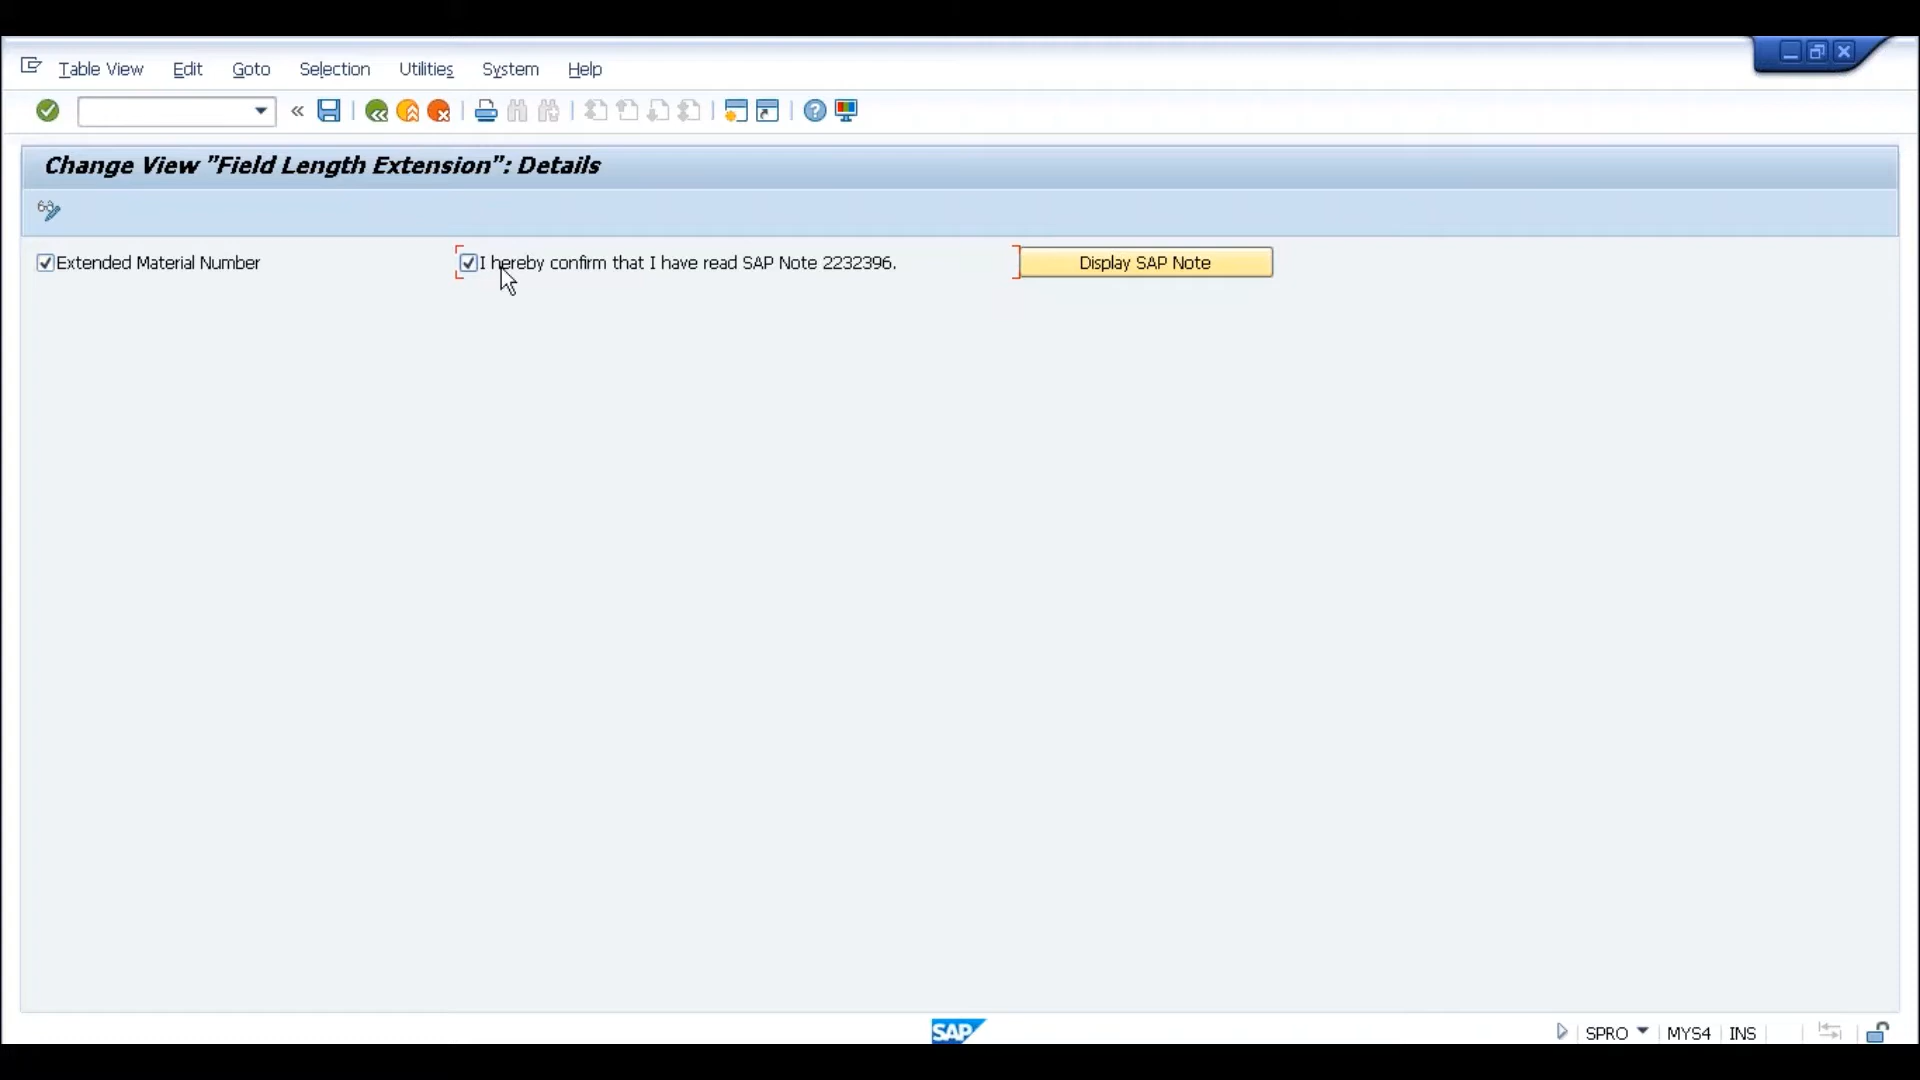 Table View Edit Goto Selection Utilities System Help
Change View "Field Length Extension": Details
Extended Material Number I hereby confirm that I have read SAP Note 2232396. Display SAP Note
SAP SPRO MYS4 INS